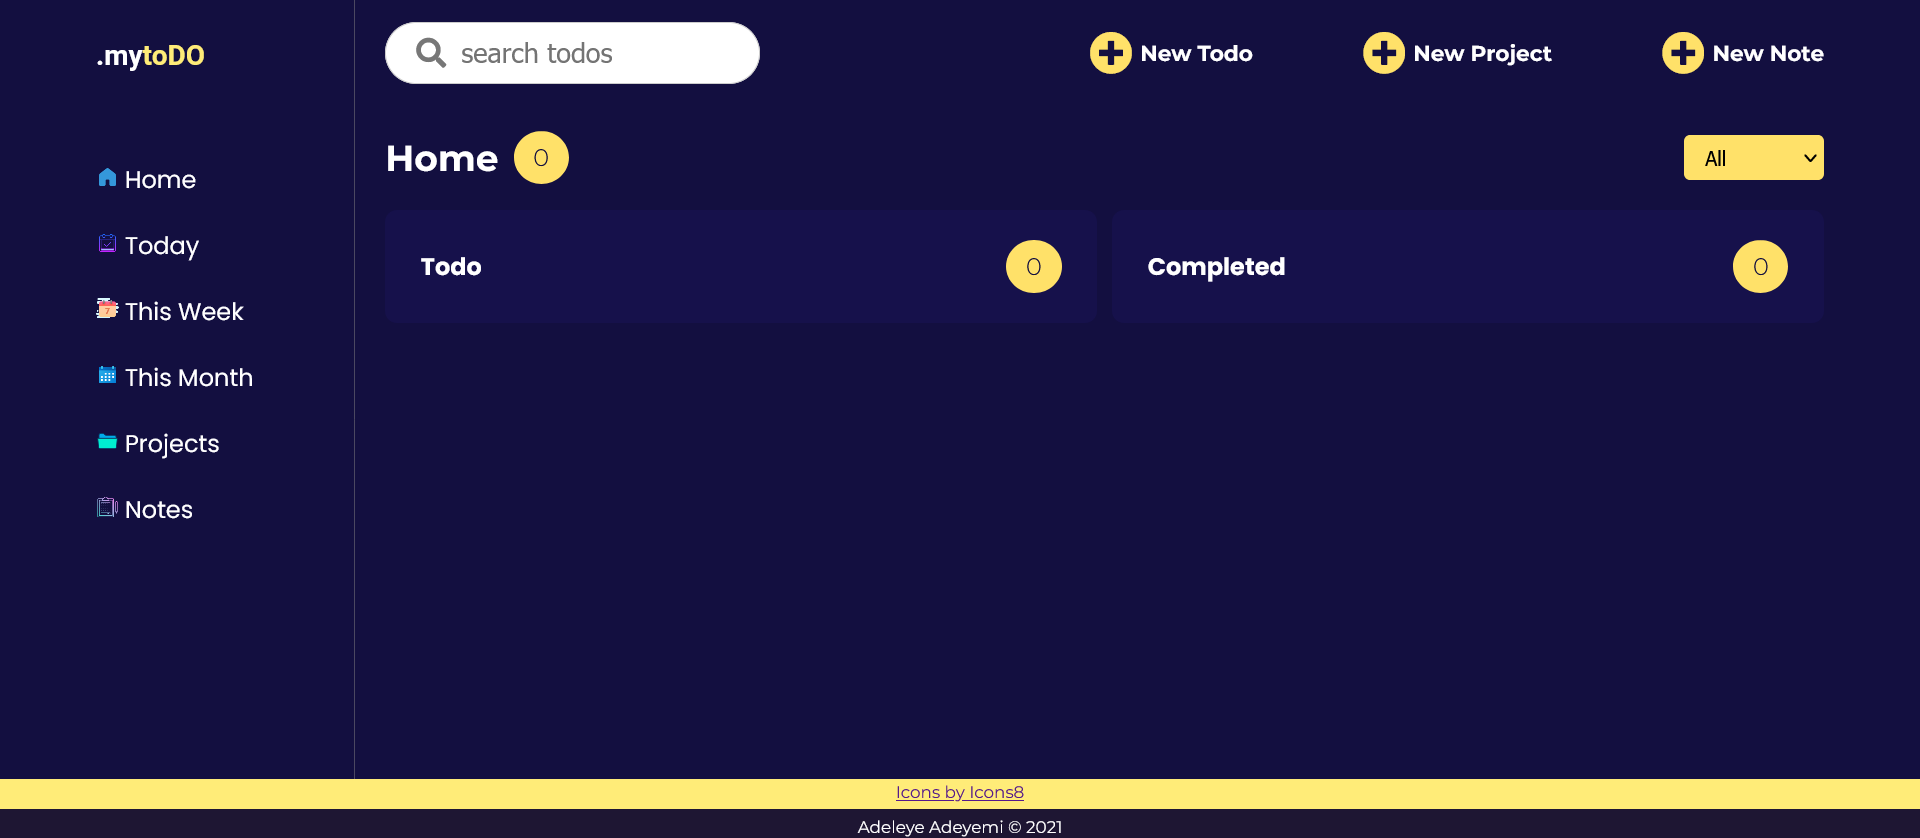 .mytoDO
Home
Today
This Week
This Month
Projects
Notes
search todos
New Todo
New Project
New Note
Home 0
All
Todo 0
Completed 0
Icons by Icons8
Adeleye Adeyemi © 2021